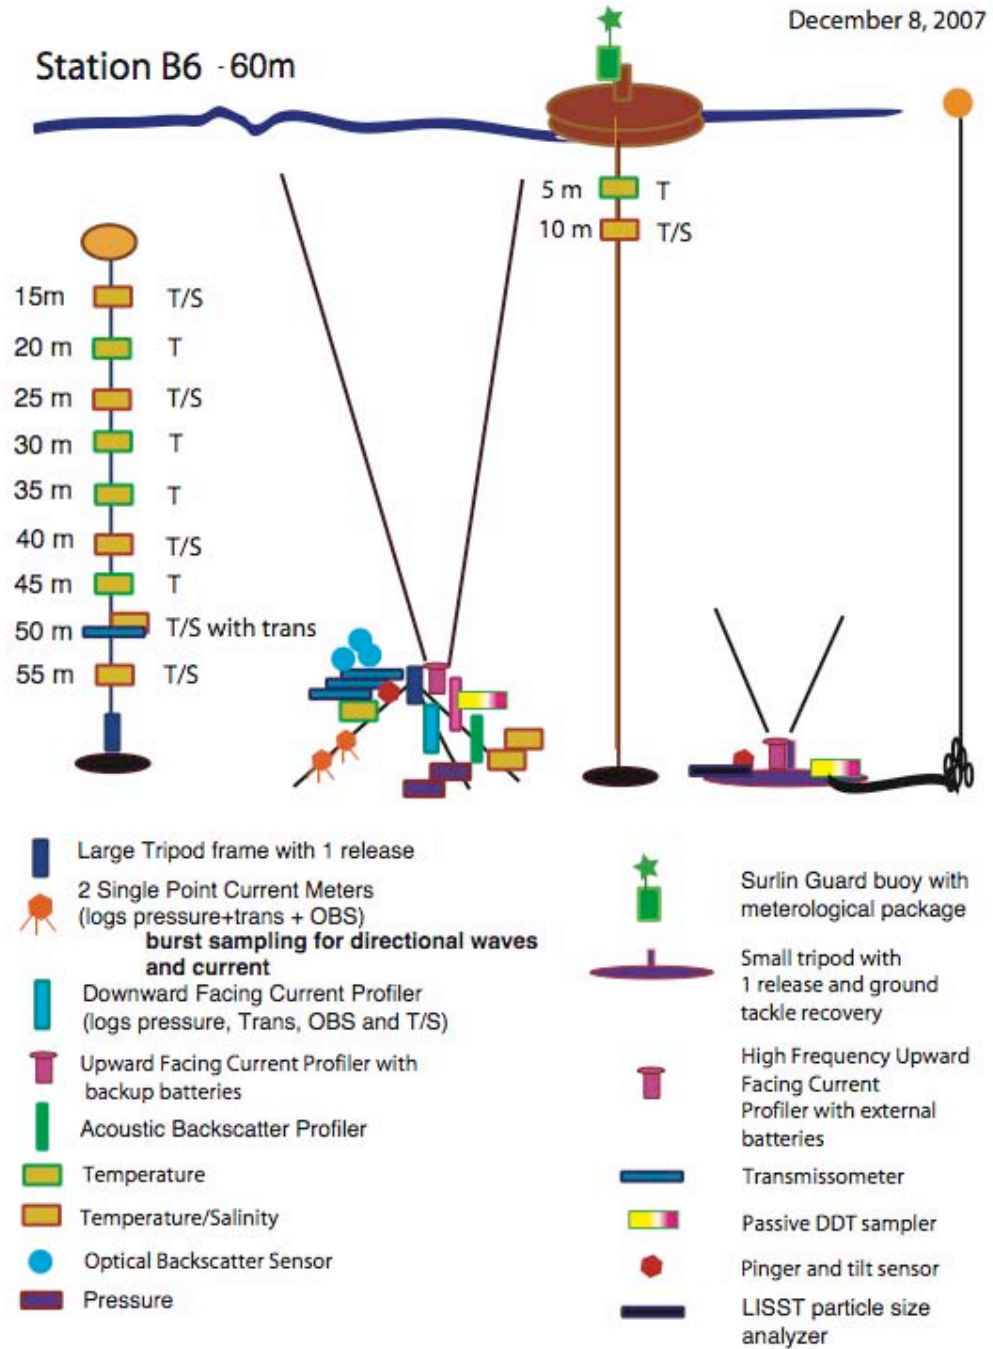 December 8, 2007
Station B6 - 60m
5 m T
10 m T/S
15m T/S
20 m T
25 m T/S
30 m T
35 m T
40 m T/S
45 m T
50 m T/S with trans
55 m T/S
Large Tripod frame with 1 release
2 Single Point Current Meters
(logs pressure+trans + OBS)
burst sampling for directional waves
and current
Downward Facing Current Profiler
(logs pressure, Trans, OBS and T/S)
Upward Facing Current Profiler with
backup batteries
Acoustic Backscatter Profiler
Temperature
Temperature/Salinity
Optical Backscatter Sensor
Pressure
Surlin Guard buoy with
meterological package
Small tripod with
1 release and ground
tackle recovery
High Frequency Upward
Facing Current
Profiler with external
batteries
Transmissometer
Passive DDT sampler
Pinger and tilt sensor
LISST particle size
analyzer